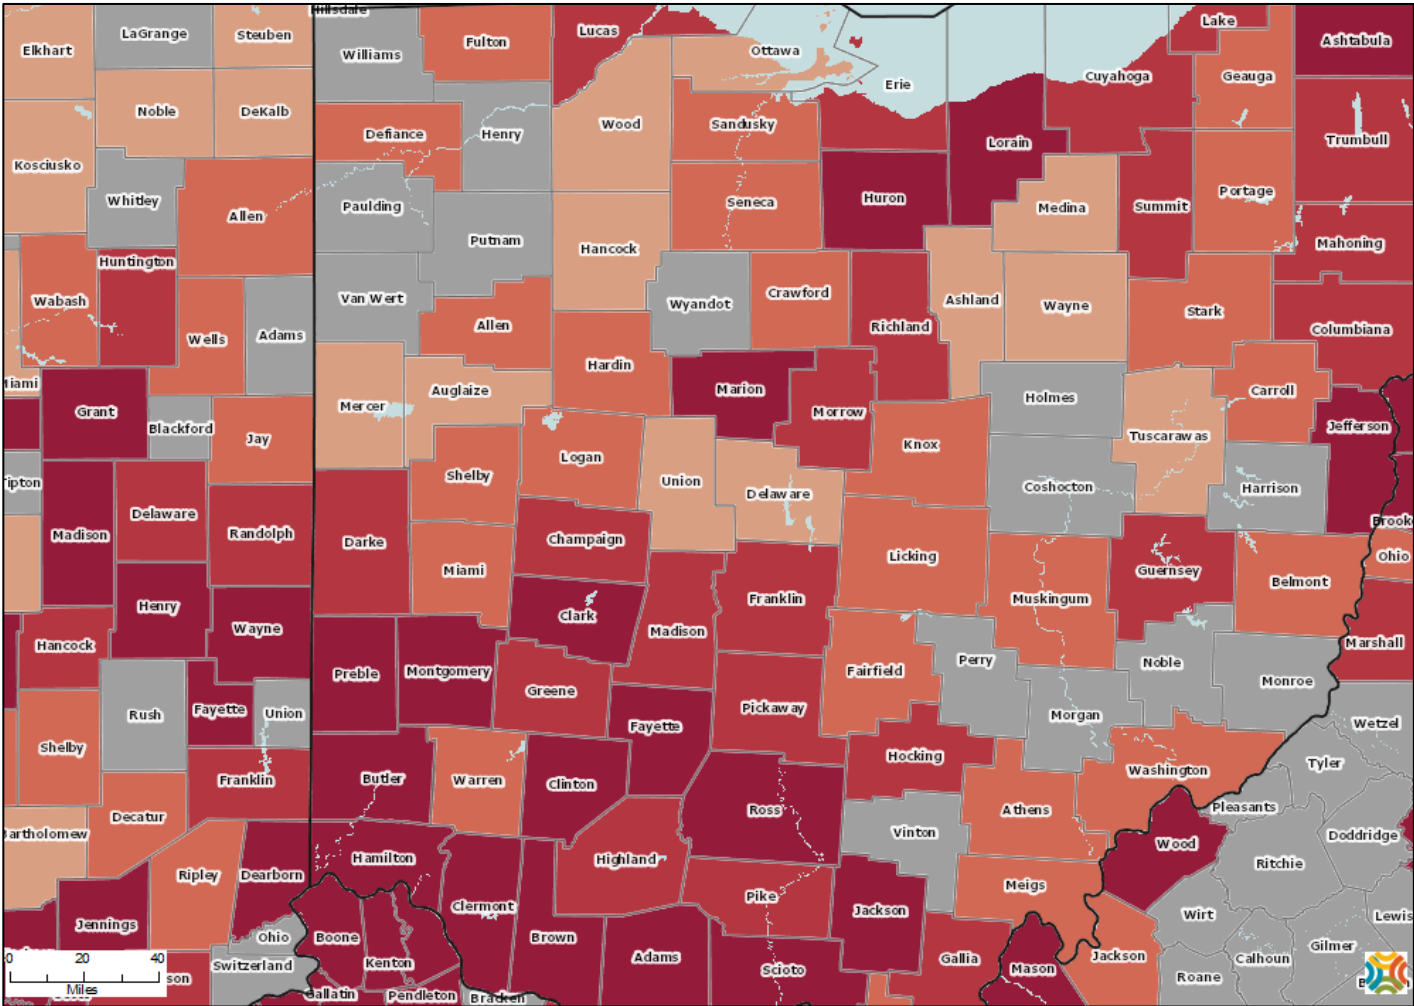 Hillsdale
Elkhart
LaGrange
Steuben
Williams
Fulton
Lucas
Ottawa
Erie
Cuyahoga
Lake
Geauga
Ashtabula
Noble
DeKalb
Defiance
Henry
Wood
Sandusky
Lorain
Trumbull
Kosciusko
Whitley
Allen
Paulding
Putnam
Seneca
Huron
Medina
Summit
Portage
Mahoning
Huntington
Wabash
Wells
Adams
Van Wert
Allen
Hancock
Wyandot
Crawford
Richland
Ashland
Wayne
Stark
Columbiana
Miami
Grant
Blackford
Jay
Mercer
Auglaize
Hardin
Marion
Morrow
Knox
Holmes
Tuscarawas
Carroll
Jefferson
ipton
Madison
Delaware
Randolph
Darke
Shelby
Logan
Union
Delaware
Coshocton
Harrison
Brook
Ohio
Miami
Champaign
Licking
Muskingum
Guernsey
Belmont
Henry
Wayne
Hancock
Clark
Franklin
Madison
Marshall
Preble
Montgomery
Greene
Fairfield
Perry
Noble
Monroe
Rush
Fayette
Union
Fayette
Pickaway
Morgan
Wetzel
Shelby
Franklin
Butler
Warren
Clinton
Hocking
Washington
Tyler
Decatur
Ross
Athens
Pleasants
Bartholomew
Vinton
Wood
Ritchie
Doddridge
Ripley
Dearborn
Hamilton
Highland
Meigs
Jennings
Clermont
Pike
Jackson
Wirt
Lewis
Ohio
Boone
Kenton
Brown
Adams
Gallia
Jackson
Calhoun
Gilmer
Switzerland
Scioto
Mason
Roane
son
Gallatin
Pendleton
Bracken
0 20 40
Miles